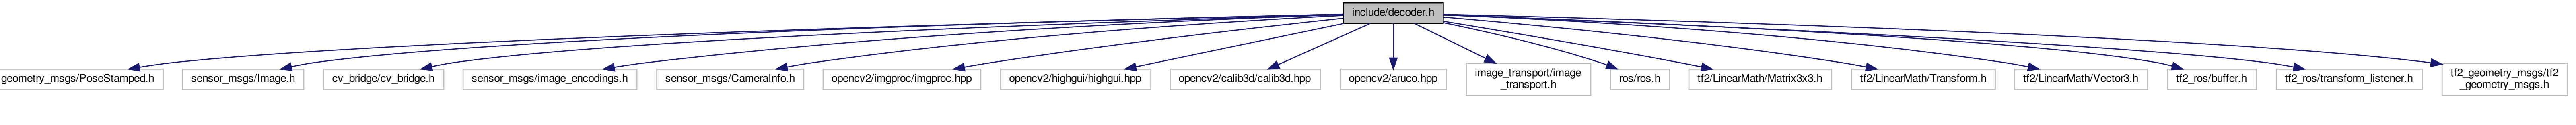 include/decoder.h
geometry_msgs/PoseStamped.h
sensor_msgs/Image.h
cv_bridge/cv_bridge.h
sensor_msgs/image_encodings.h
sensor_msgs/CameraInfo.h
opencv2/imgproc/imgproc.hpp
opencv2/highgui/highgui.hpp
opencv2/calib3d/calib3d.hpp
opencv2/aruco.hpp
image_transport/image
_transport.h
ros/ros.h
tf2/LinearMath/Matrix3x3.h
tf2/LinearMath/Transform.h
tf2/LinearMath/Vector3.h
tf2_ros/buffer.h
tf2_ros/transform_listener.h
tf2_geometry_msgs/tf2
_geometry_msgs.h